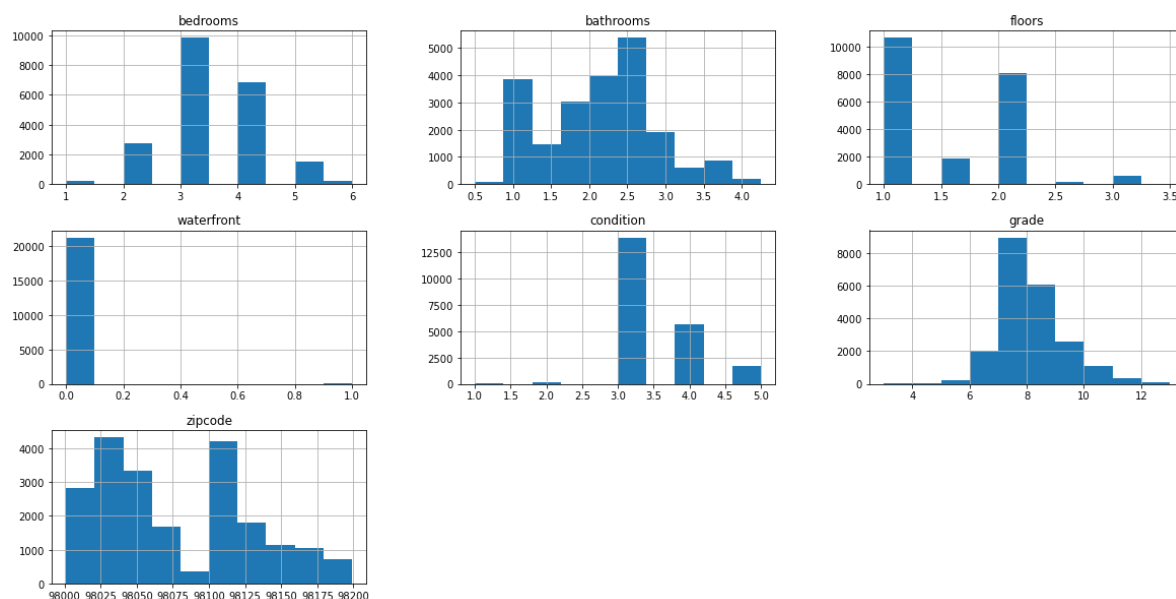 bedrooms
10000
8000
6000
4000
2000
0
1 2 3 4 5 6
bathrooms
5000
4000
3000
2000
1000
0
0.5 1.0 1.5 2.0 2.5 3.0 3.5 4.0
floors
10000
8000
6000
4000
2000
0
1.0 1.5 2.0 2.5 3.0 3.5
waterfront
20000
15000
10000
5000
0
0.0 0.2 0.4 0.6 0.8 1.0
condition
12500
10000
7500
5000
2500
0
1.0 1.5 2.0 2.5 3.0 3.5 4.0 4.5 5.0
grade
8000
6000
4000
2000
0
4 6 8 10 12
zipcode
4000
3000
2000
1000
0
98000 98025 98050 98075 98100 98125 98150 98175 98200